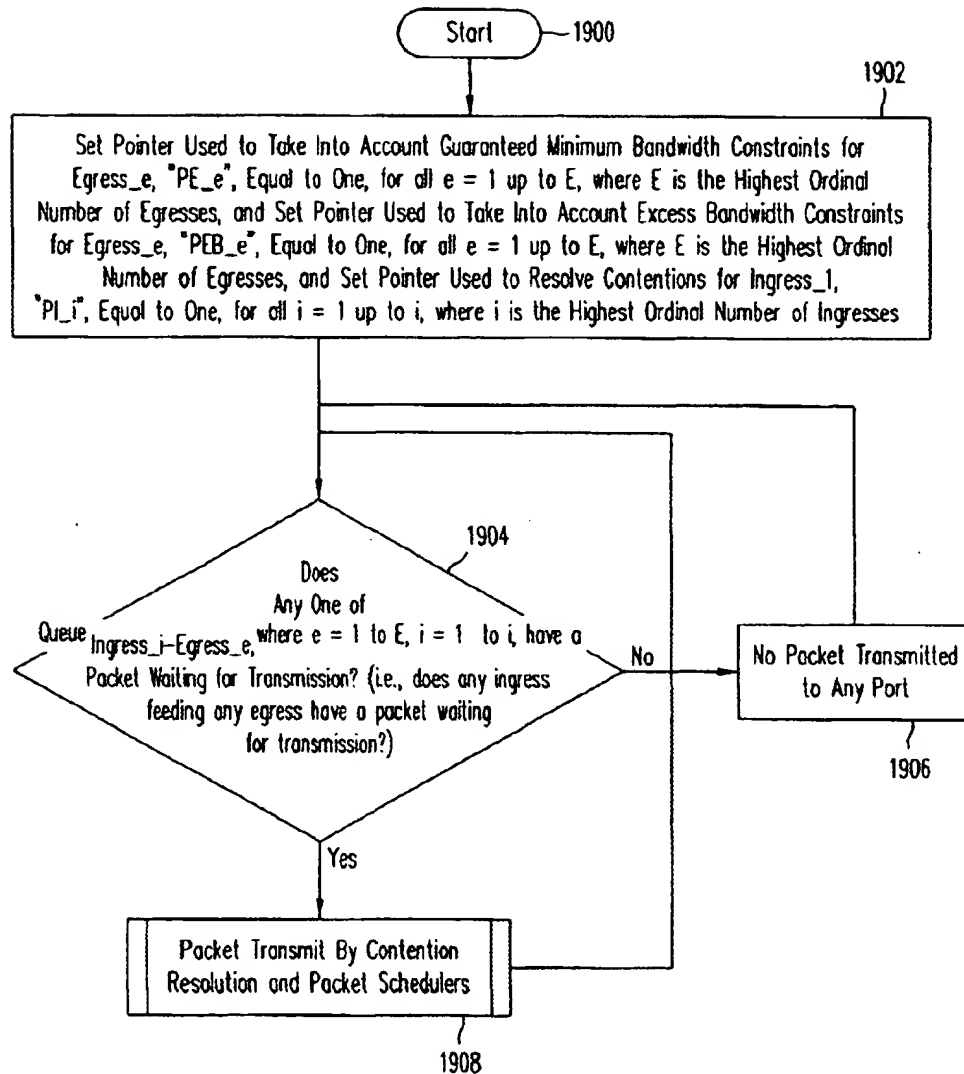 Start
1900
1902
Set Pointer Used to Take Into Account Guaranteed Minimum Bandwidth Constraints for
Egress_e, "PE_e", Equal to One, for all e = 1 up to E, where E is the Highest Ordinal
Number of Egresses, and Set Pointer Used to Take Into Account Excess Bandwidth Constraints
for Egress_e, "PEB_e", Equal to One, for all e = 1 up to E, where E is the Highest Ordinal
Number of Egresses, and Set Pointer Used to Resolve Contentions for Ingress_1,
"PI_i", Equal to One, for all i = 1 up to i, where i is the Highest Ordinal Number of Ingresses
1904
Does
Any One of
Queue Ingress_i-Egress_e, where e = 1 to E, i = 1 to i, have a
Packet Waiting for Transmission? (i.e., does any ingress
feeding any egress have a packet waiting
for transmission?)
No
No Packet Transmitted
to Any Port
1906
Yes
Packet Transmit By Contention
Resolution and Packet Schedulers
1908